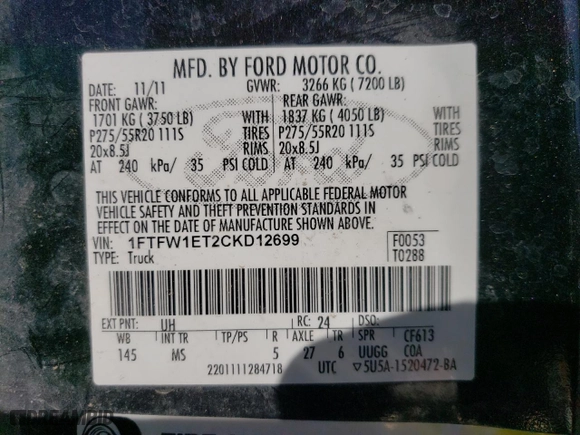 MFD. BY FORD MOTOR CO.
DATE: 11/11 GVWR: 3266 KG ( 7200 LB)
FRONT GAWR: REAR GAWR:
1701 KG ( 3750 LB) WITH 1837 KG ( 4050 LB) WITH
P275/55R20 111S TIRES P275/55R20 111S TIRES
20x8.5J RIMS 20x8.5J RIMS
AT 240 kPa/ 35 PSI COLD AT 240 kPa/ 35 PSI COLD
Ford
THIS VEHICLE CONFORMS TO ALL APPLICABLE FEDERAL MOTOR
VEHICLE SAFETY AND THEFT PREVENTION STANDARDS IN
EFFECT ON THE DATE OF MANUFACTURE SHOWN ABOVE.
VIN: 1FTFW1ET2CKD12699 F0053
TYPE: Truck T0288
EXT PNT: UH RC: 24 DSO:
WB INT TR TP/PS R AXLE TR SPR CF613
145 MS 5 27 6 UUGG COA
2201111284718 UTC ▽5U5A-1520472-BA